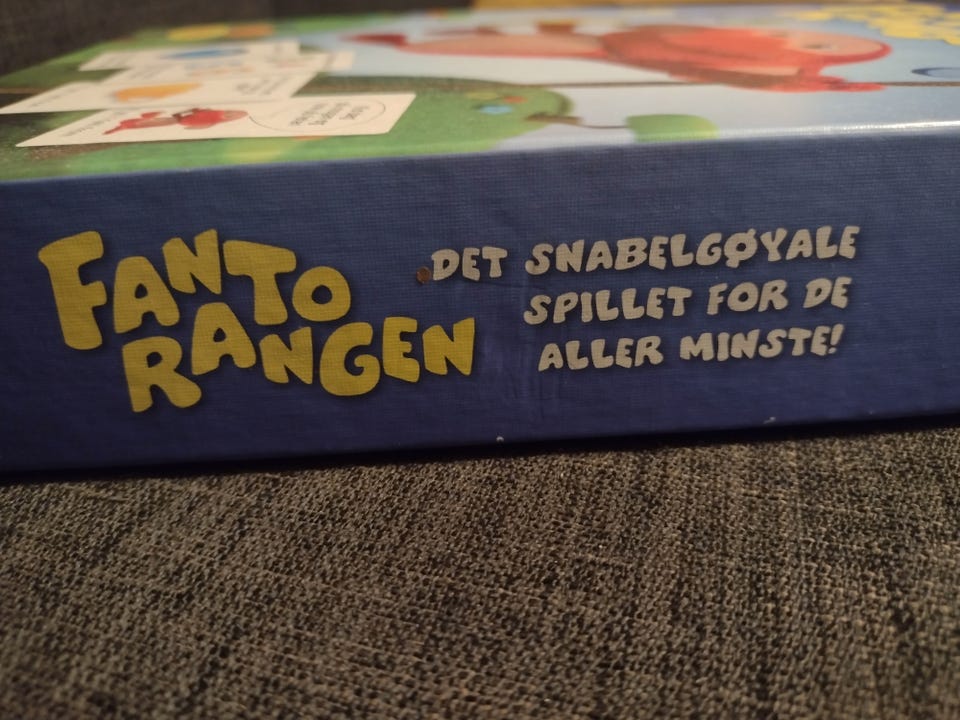 FANTO
RANGEN
DET SNABELGØYALE
SPILLET FOR DE
ALLER MINSTE!